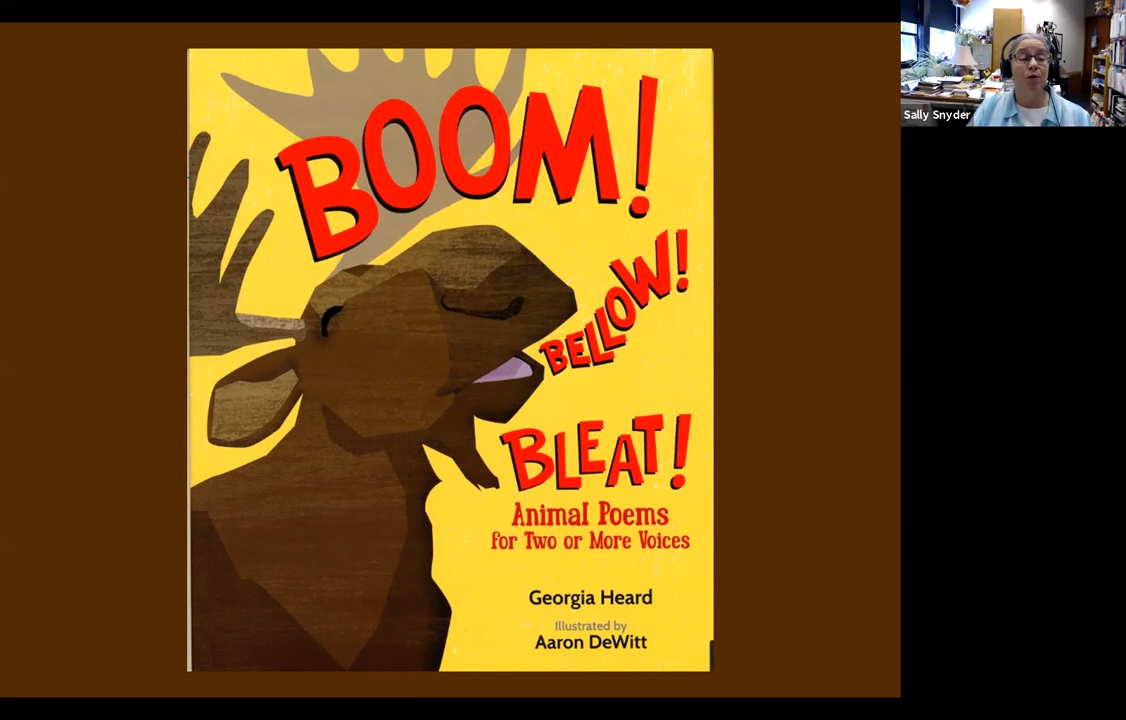 BOOM!
BELLOW!
BLEAT!
Animal Poems
for Two or More Voices
Georgia Heard
Illustrated by
Aaron DeWitt
Sally Snyder